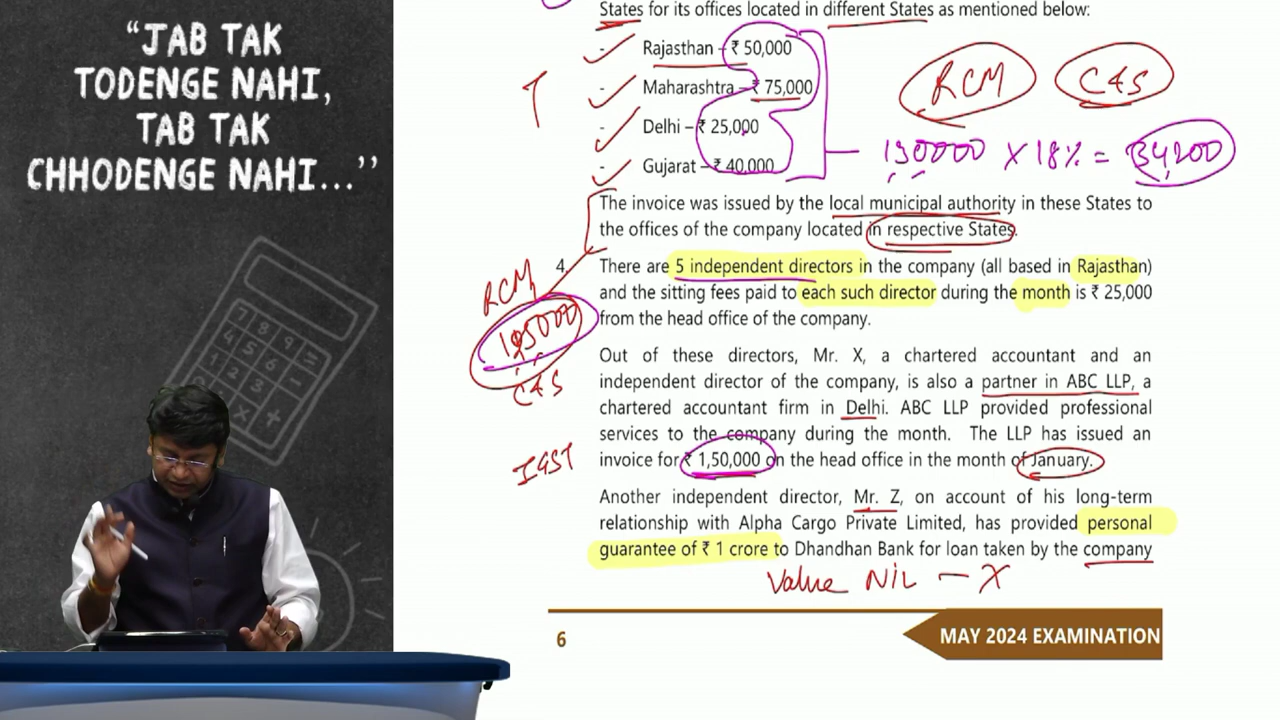 “JAB TAK
TODENGE NAHI,
TAB TAK
CHHODENGE NAHI...’’
States for its offices located in different States as mentioned below:
- Rajasthan – ₹ 50,000
- Maharashtra – ₹ 75,000
- Delhi – ₹ 25,000
- Gujarat – ₹ 40,000
RCM C&S
190000 X 18% = 34200
The invoice was issued by the local municipal authority in these States to
the offices of the company located in respective States.
4. There are 5 independent directors in the company (all based in Rajasthan)
and the sitting fees paid to each such director during the month is ₹ 25,000
from the head office of the company.
RCM
125000
C&S
Out of these directors, Mr. X, a chartered accountant and an
independent director of the company, is also a partner in ABC LLP, a
chartered accountant firm in Delhi. ABC LLP provided professional
services to the company during the month. The LLP has issued an
invoice for ₹ 1,50,000 on the head office in the month of January.
IGST
Another independent director, Mr. Z, on account of his long-term
relationship with Alpha Cargo Private Limited, has provided personal
guarantee of ₹ 1 crore to Dhandhan Bank for loan taken by the company
Value NIL – X
6
MAY 2024 EXAMINATION